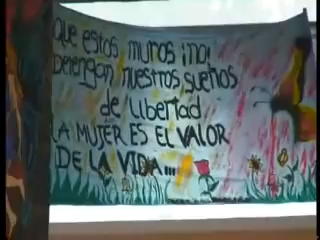 QUE ESTOS MUROS ¡NO!
DETENGAN NUESTROS SUEÑOS
de LIBERTAD
LA MUJER ES EL VALOR
DE LA VIDA...